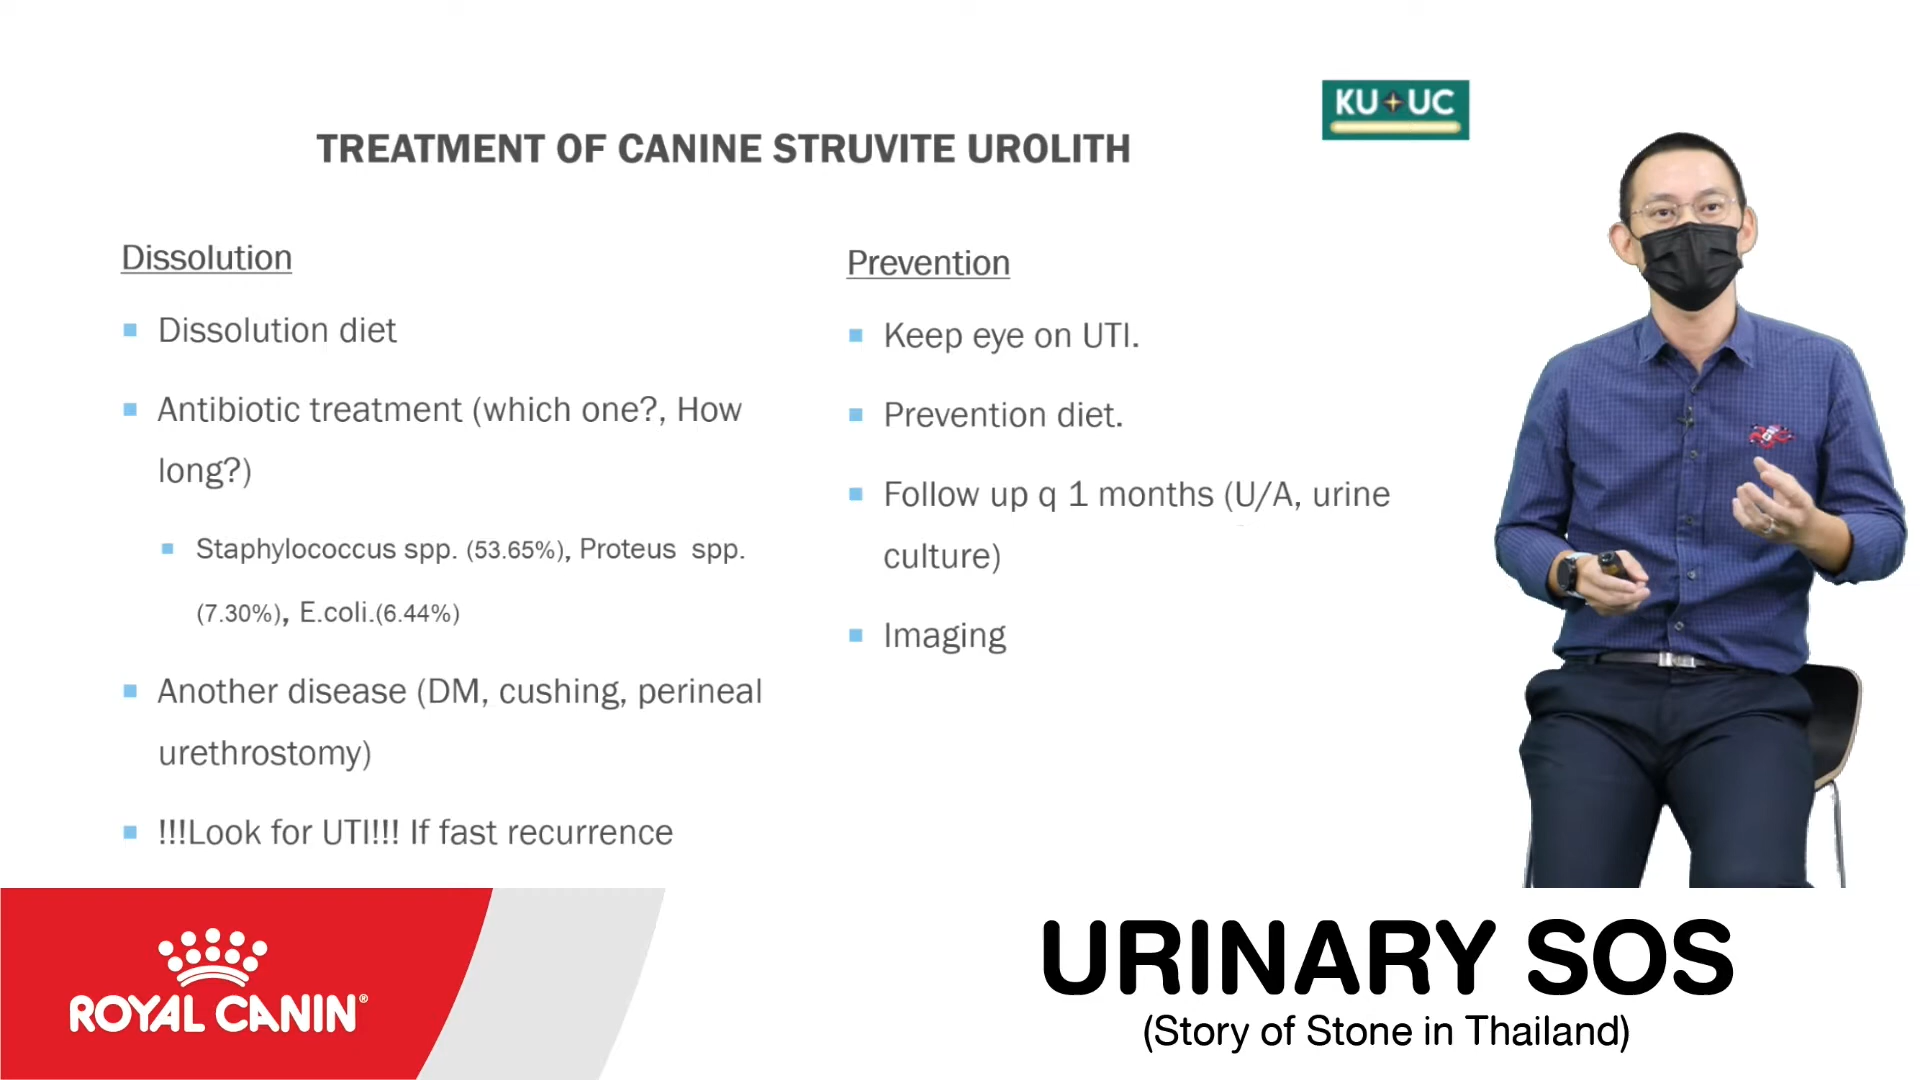 KU+UC
TREATMENT OF CANINE STRUVITE UROLITH
Dissolution
Dissolution diet
Antibiotic treatment (which one?, How
long?)
Staphylococcus spp. (53.65%), Proteus spp.
(7.30%), E.coli.(6.44%)
Another disease (DM, cushing, perineal
urethrostomy)
!!!Look for UTI!!! If fast recurrence
Prevention
Keep eye on UTI.
Prevention diet.
Follow up q 1 months (U/A, urine
culture)
Imaging
ROYAL CANIN®
URINARY SOS
(Story of Stone in Thailand)